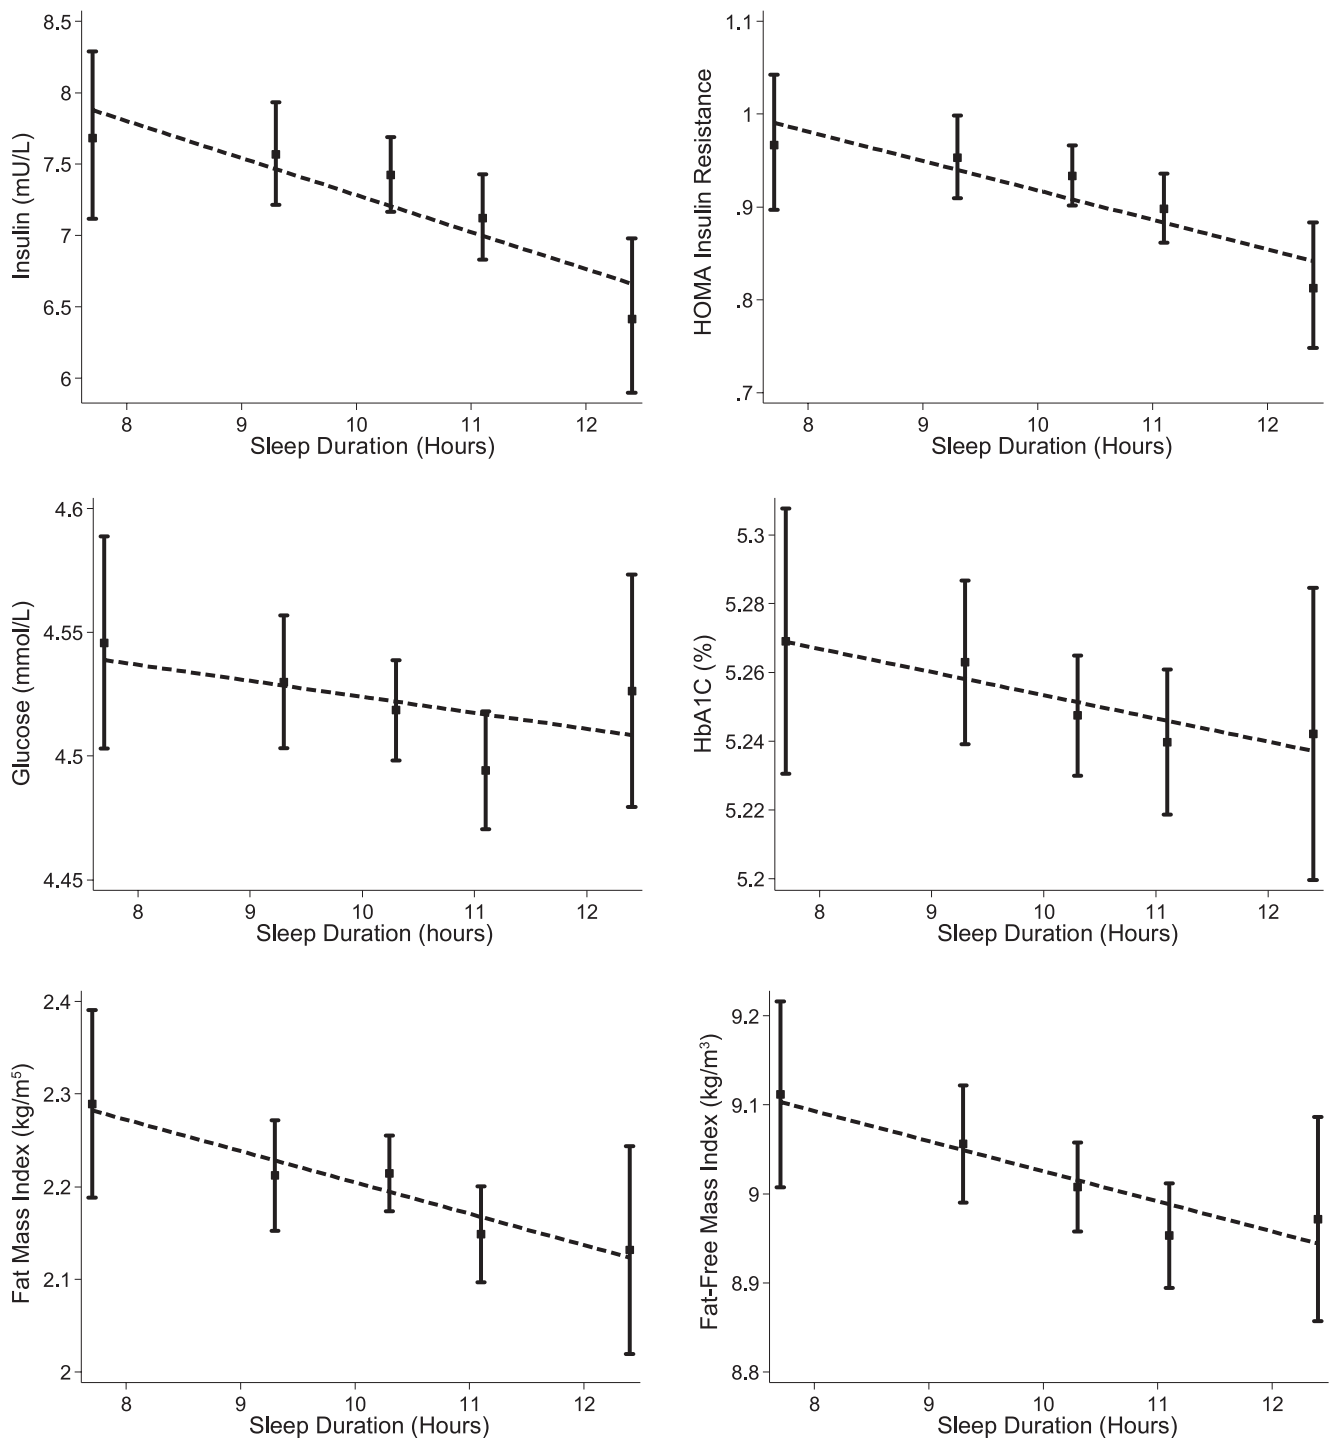 8.5
8
7.5
7
6.5
6
Insulin (mU/L)
8 9 10 11 12
Sleep Duration (Hours)
1.1
1
.9
.8
.7
HOMA Insulin Resistance
8 9 10 11 12
Sleep Duration (Hours)
4.6
4.55
4.5
4.45
Glucose (mmol/L)
8 9 10 11 12
Sleep Duration (hours)
5.3
5.28
5.26
5.24
5.22
5.2
HbA1C (%)
8 9 10 11 12
Sleep Duration (Hours)
2.4
2.3
2.2
2.1
2
Fat Mass Index (kg/m⁵)
8 9 10 11 12
Sleep Duration (Hours)
9.2
9.1
9
8.9
8.8
Fat-Free Mass Index (kg/m³)
8 9 10 11 12
Sleep Duration (Hours)